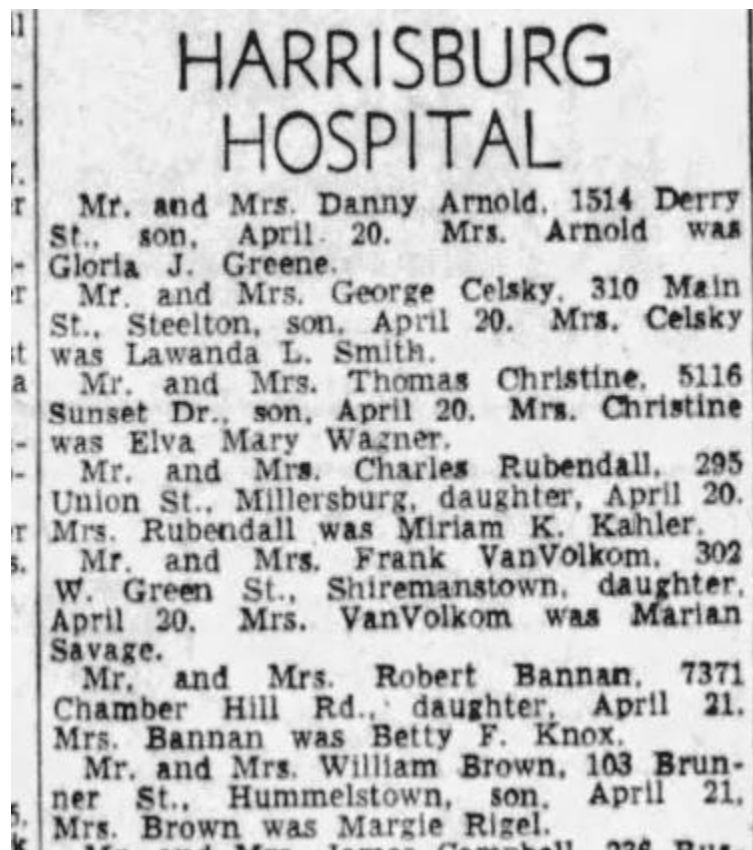 HARRISBURG
HOSPITAL
Mr. and Mrs. Danny Arnold, 1514 Derry
St., son, April 20. Mrs. Arnold was
Gloria J. Greene.
Mr. and Mrs. George Celsky, 310 Main
St., Steelton, son, April 20. Mrs. Celsky
was Lawanda L. Smith.
Mr. and Mrs. Thomas Christine, 5116
Sunset Dr., son, April 20. Mrs. Christine
was Elva Mary Wagner.
Mr. and Mrs. Charles Rubendall, 295
Union St., Millersburg, daughter, April 20.
Mrs. Rubendall was Miriam K. Kahler.
Mr. and Mrs. Frank VanVolkom, 302
W. Green St., Shiremanstown, daughter,
April 20. Mrs. VanVolkom was Marian
Savage.
Mr. and Mrs. Robert Bannan, 7371
Chamber Hill Rd., daughter, April 21.
Mrs. Bannan was Betty F. Knox.
Mr. and Mrs. William Brown, 103 Brun-
ner St., Hummelstown, son, April 21,
Mrs. Brown was Margie Rigel.
Mr. and Mrs. James Campbell, 236